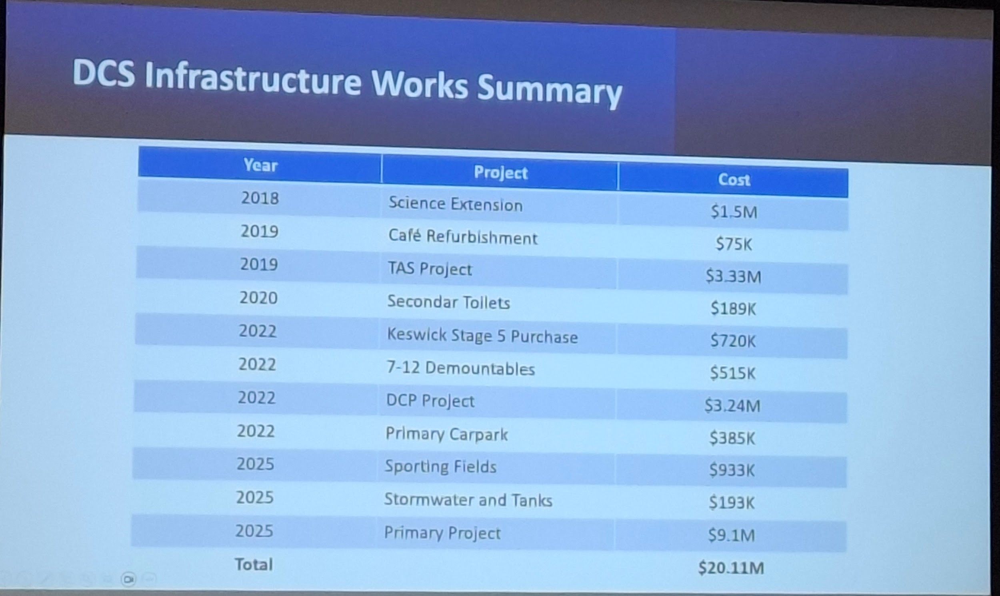 DCS Infrastructure Works Summary
Year Project Cost
2018 Science Extension $1.5M
2019 Café Refurbishment $75K
2019 TAS Project $3.33M
2020 Secondar Toilets $189K
2022 Keswick Stage 5 Purchase $720K
2022 7-12 Demountables $515K
2022 DCP Project $3.24M
2022 Primary Carpark $385K
2025 Sporting Fields $933K
2025 Stormwater and Tanks $193K
2025 Primary Project $9.1M
Total $20.11M